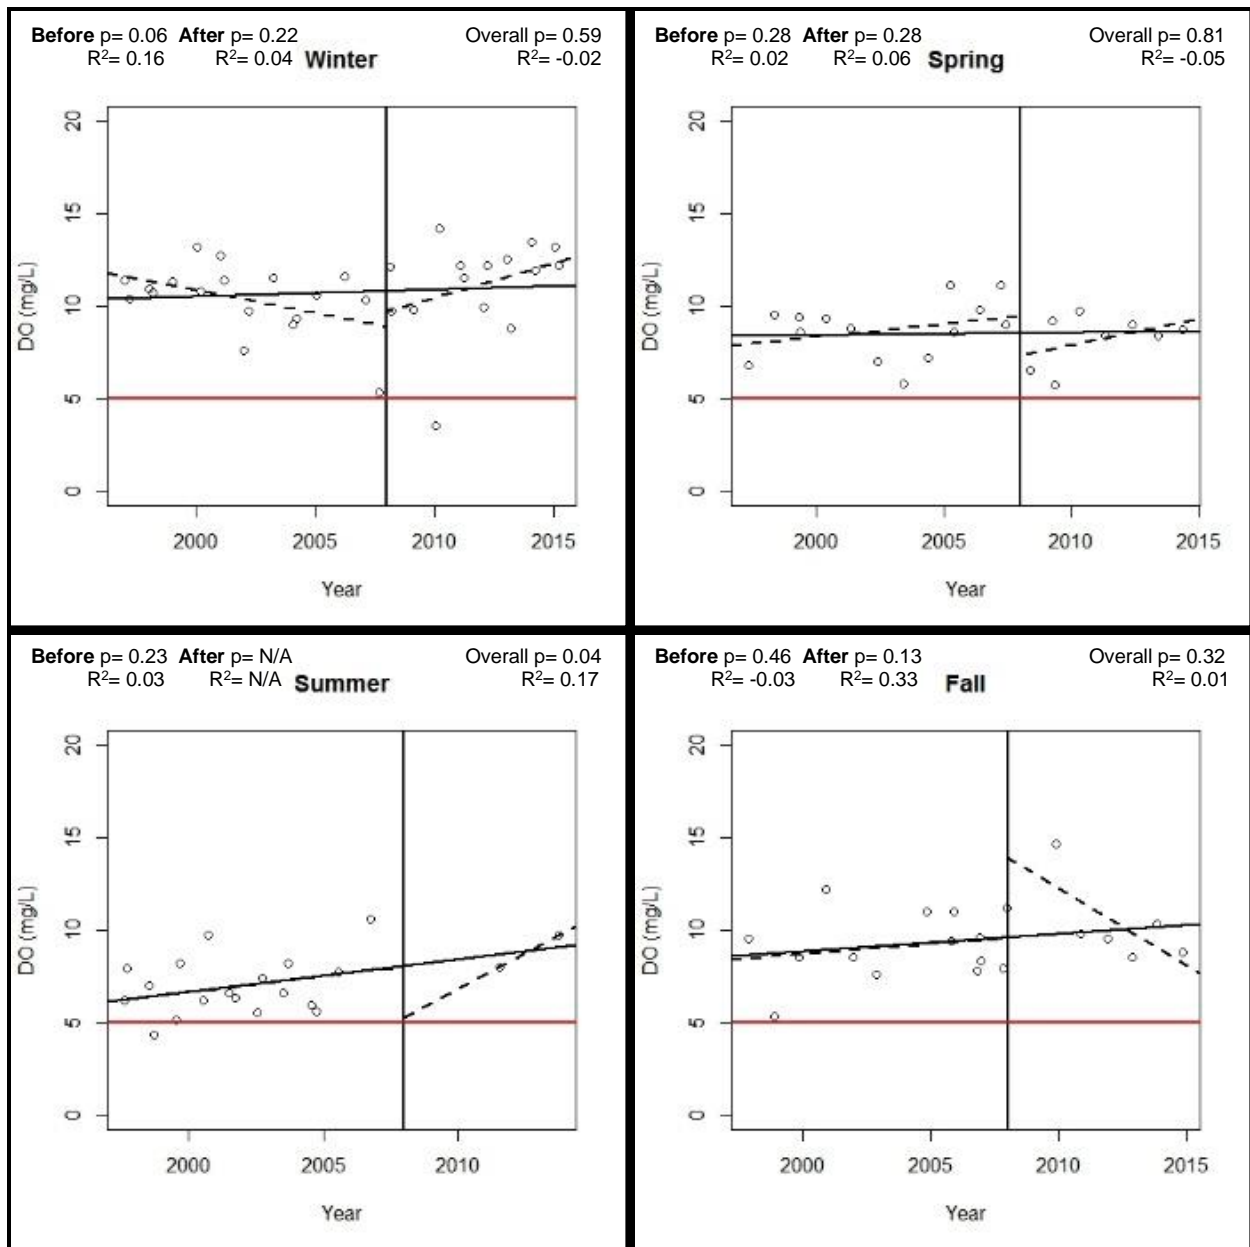 Before p= 0.06 After p= 0.22 Overall p= 0.59
R²= 0.16 R²= 0.04 Winter R²= -0.02
20
15
10
5
0
DO (mg/L)
2000 2005 2010 2015
Year
Before p= 0.28 After p= 0.28 Overall p= 0.81
R²= 0.02 R²= 0.06 Spring R²= -0.05
20
15
10
5
0
DO (mg/L)
2000 2005 2010 2015
Year
Before p= 0.23 After p= N/A Overall p= 0.04
R²= 0.03 R²= N/A Summer R²= 0.17
20
15
10
5
0
DO (mg/L)
2000 2005 2010
Year
Before p= 0.46 After p= 0.13 Overall p= 0.32
R²= -0.03 R²= 0.33 Fall R²= 0.01
20
15
10
5
0
DO (mg/L)
2000 2005 2010 2015
Year